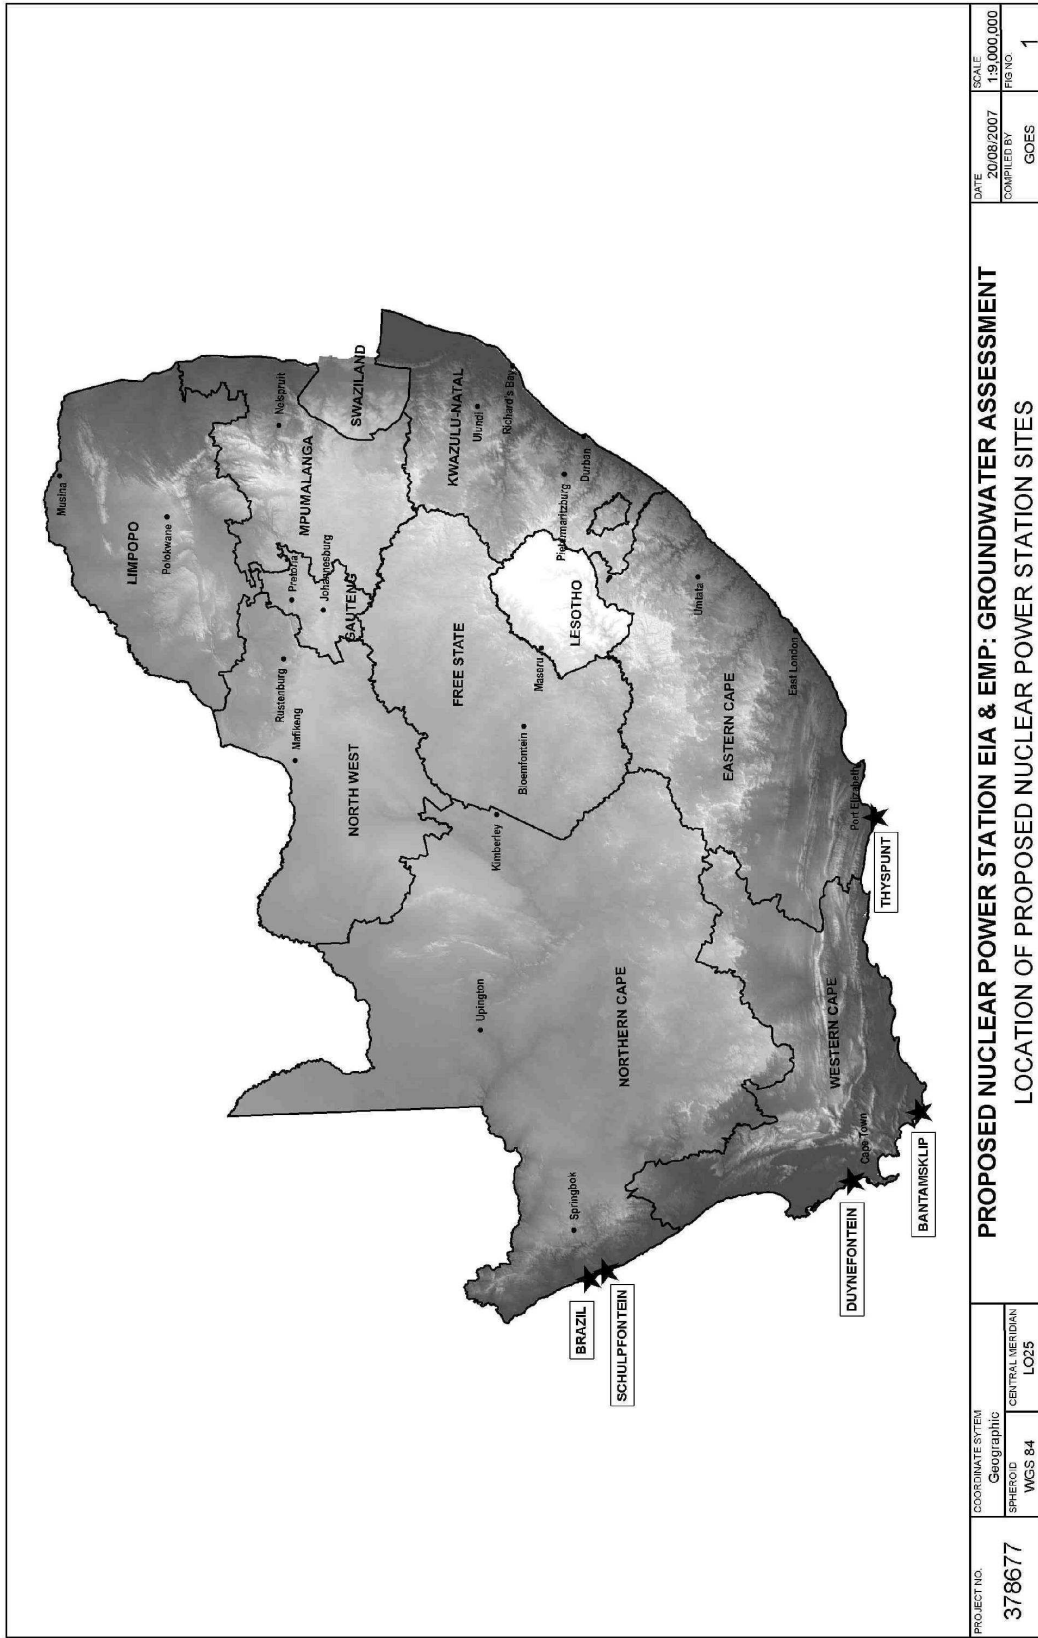 Musina
LIMPOPO
Polokwane
Nelspruit
MPUMALANGA
SWAZILAND
Pretoria
Johannesburg
GAUTENG
Rustenburg
Mafikeng
NORTH WEST
FREE STATE
KWAZULU-NATAL
Ulundi
Richard's Bay
Kimberley
Bloemfontein
Maseru
LESOTHO
Pietermaritzburg
Durban
Upington
Springbok
NORTHERN CAPE
EASTERN CAPE
Umtata
East London
BRAZIL
SCHULPFONTEIN
WESTERN CAPE
Cape Town
Port Elizabeth
DUYNEFONTEIN
BANTAMSKLIP
THYSPUNT
PROJECT NO.
378677
COORDINATE SYTEM
Geographic
SPHEROID
WGS 84
CENTRAL MERIDIAN
LO25
PROPOSED NUCLEAR POWER STATION EIA & EMP: GROUNDWATER ASSESSMENT
LOCATION OF PROPOSED NUCLEAR POWER STATION SITES
DATE
20/08/2007
SCALE
1:9,000,000
COMPILED BY
GOES
FIG NO.
1